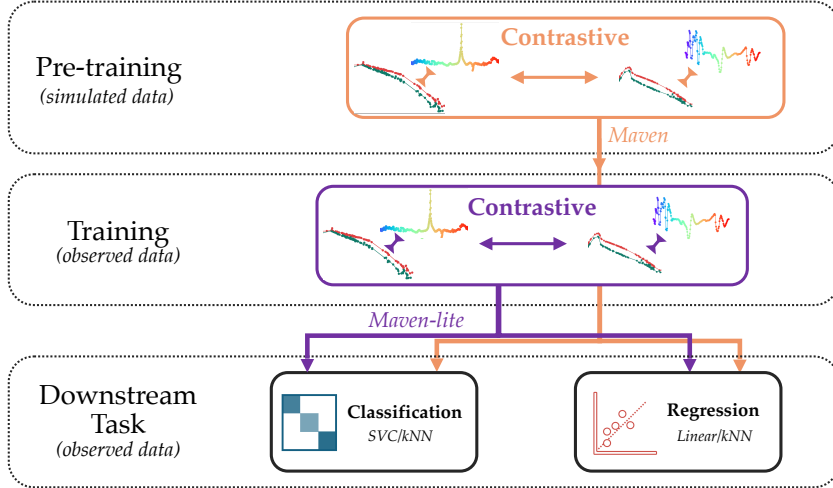 Pre-training
(simulated data)
Contrastive
Maven
Training
(observed data)
Contrastive
Maven-lite
Downstream
Task
(observed data)
Classification
SVC/kNN
Regression
Linear/kNN